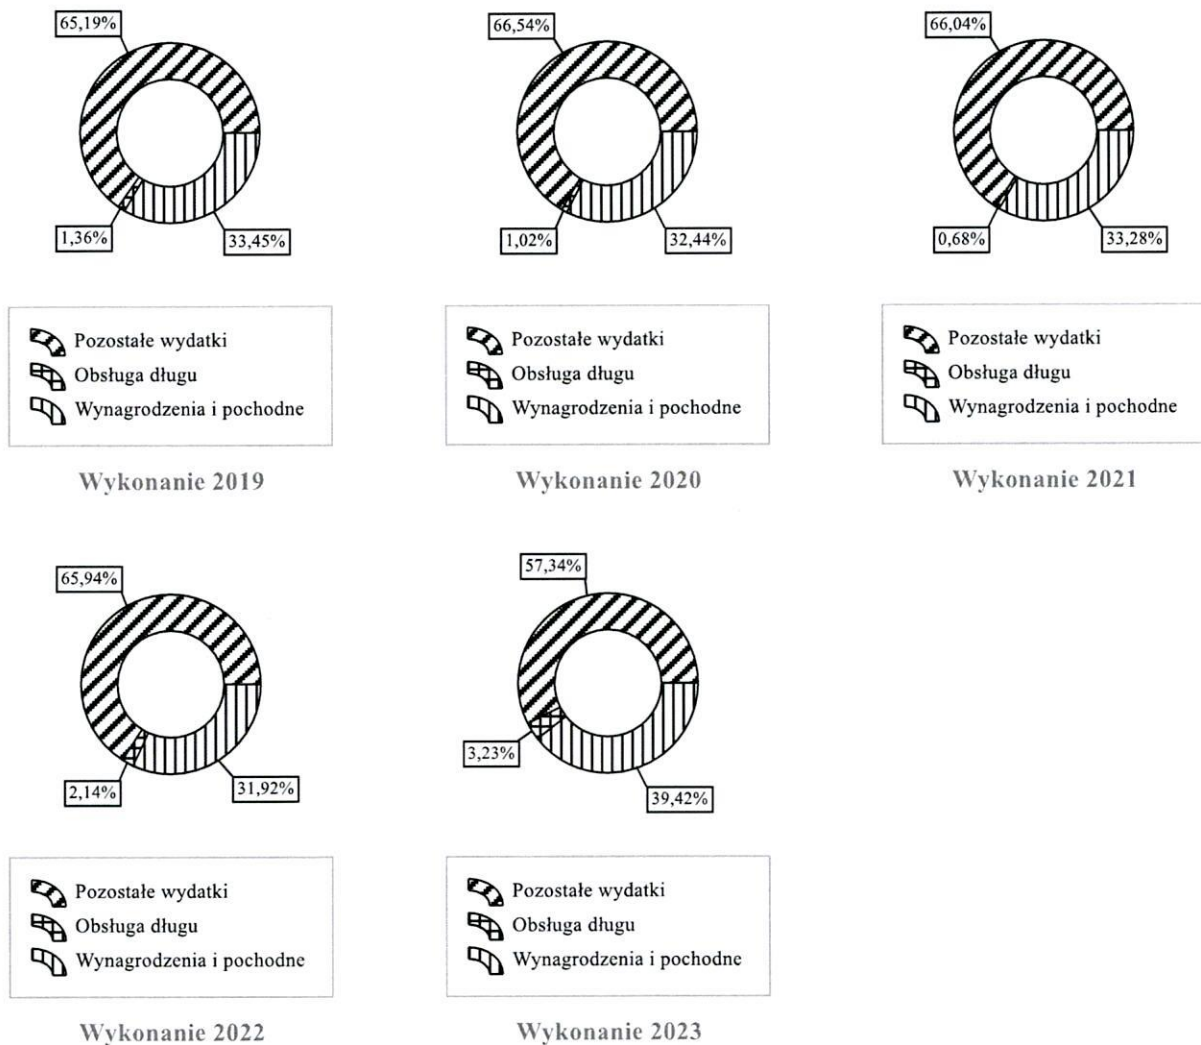 65,19%
1,36%
33,45%
Pozostałe wydatki
Obsługa długu
Wynagrodzenia i pochodne
Wykonanie 2019
66,54%
1,02%
32,44%
Pozostałe wydatki
Obsługa długu
Wynagrodzenia i pochodne
Wykonanie 2020
66,04%
0,68%
33,28%
Pozostałe wydatki
Obsługa długu
Wynagrodzenia i pochodne
Wykonanie 2021
65,94%
2,14%
31,92%
Pozostałe wydatki
Obsługa długu
Wynagrodzenia i pochodne
Wykonanie 2022
57,34%
3,23%
39,42%
Pozostałe wydatki
Obsługa długu
Wynagrodzenia i pochodne
Wykonanie 2023